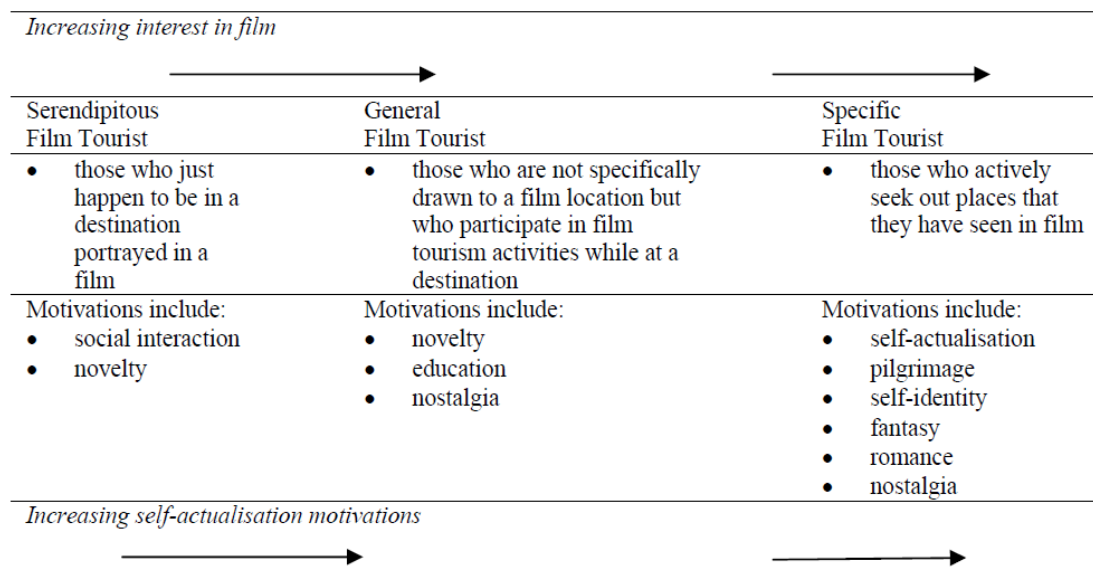 Increasing interest in film
Serendipitous
Film Tourist
General
Film Tourist
Specific
Film Tourist
• those who just
happen to be in a
destination
portrayed in a
film
• those who are not specifically
drawn to a film location but
who participate in film
tourism activities while at a
destination
• those who actively
seek out places that
they have seen in film
Motivations include:
• social interaction
• novelty
Motivations include:
• novelty
• education
• nostalgia
Motivations include:
• self-actualisation
• pilgrimage
• self-identity
• fantasy
• romance
• nostalgia
Increasing self-actualisation motivations